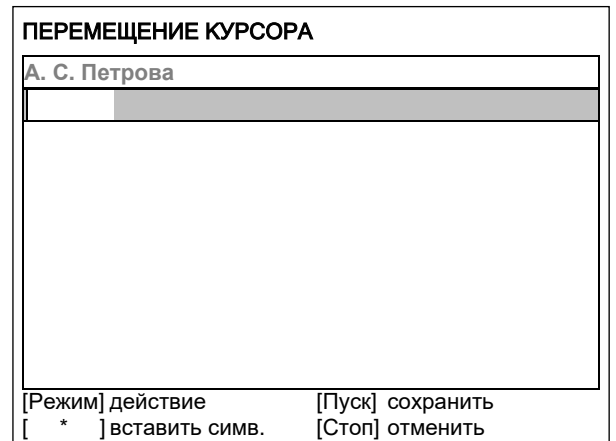 ПЕРЕМЕЩЕНИЕ КУРСОРА
А. С. Петрова
[Режим] действие [Пуск] сохранить
[ * ] вставить симв. [Стоп] отменить